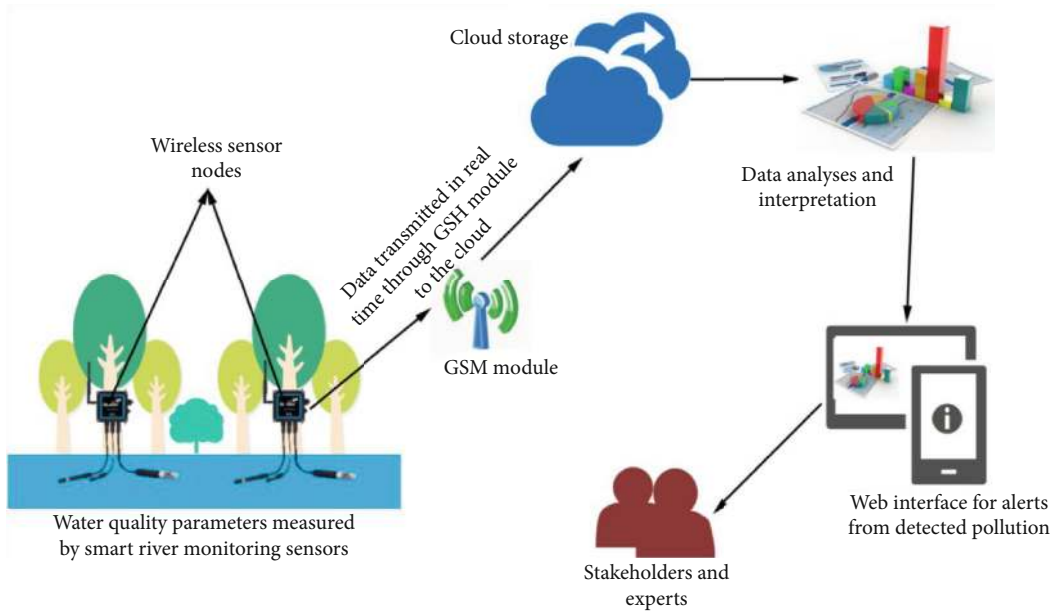 Cloud storage
Wireless sensor
nodes
Data transmitted in real
time through GSH module
to the cloud
Data analyses and
interpretation
GSM module
Water quality parameters measured
by smart river monitoring sensors
Web interface for alerts
from detected pollution
Stakeholders and
experts